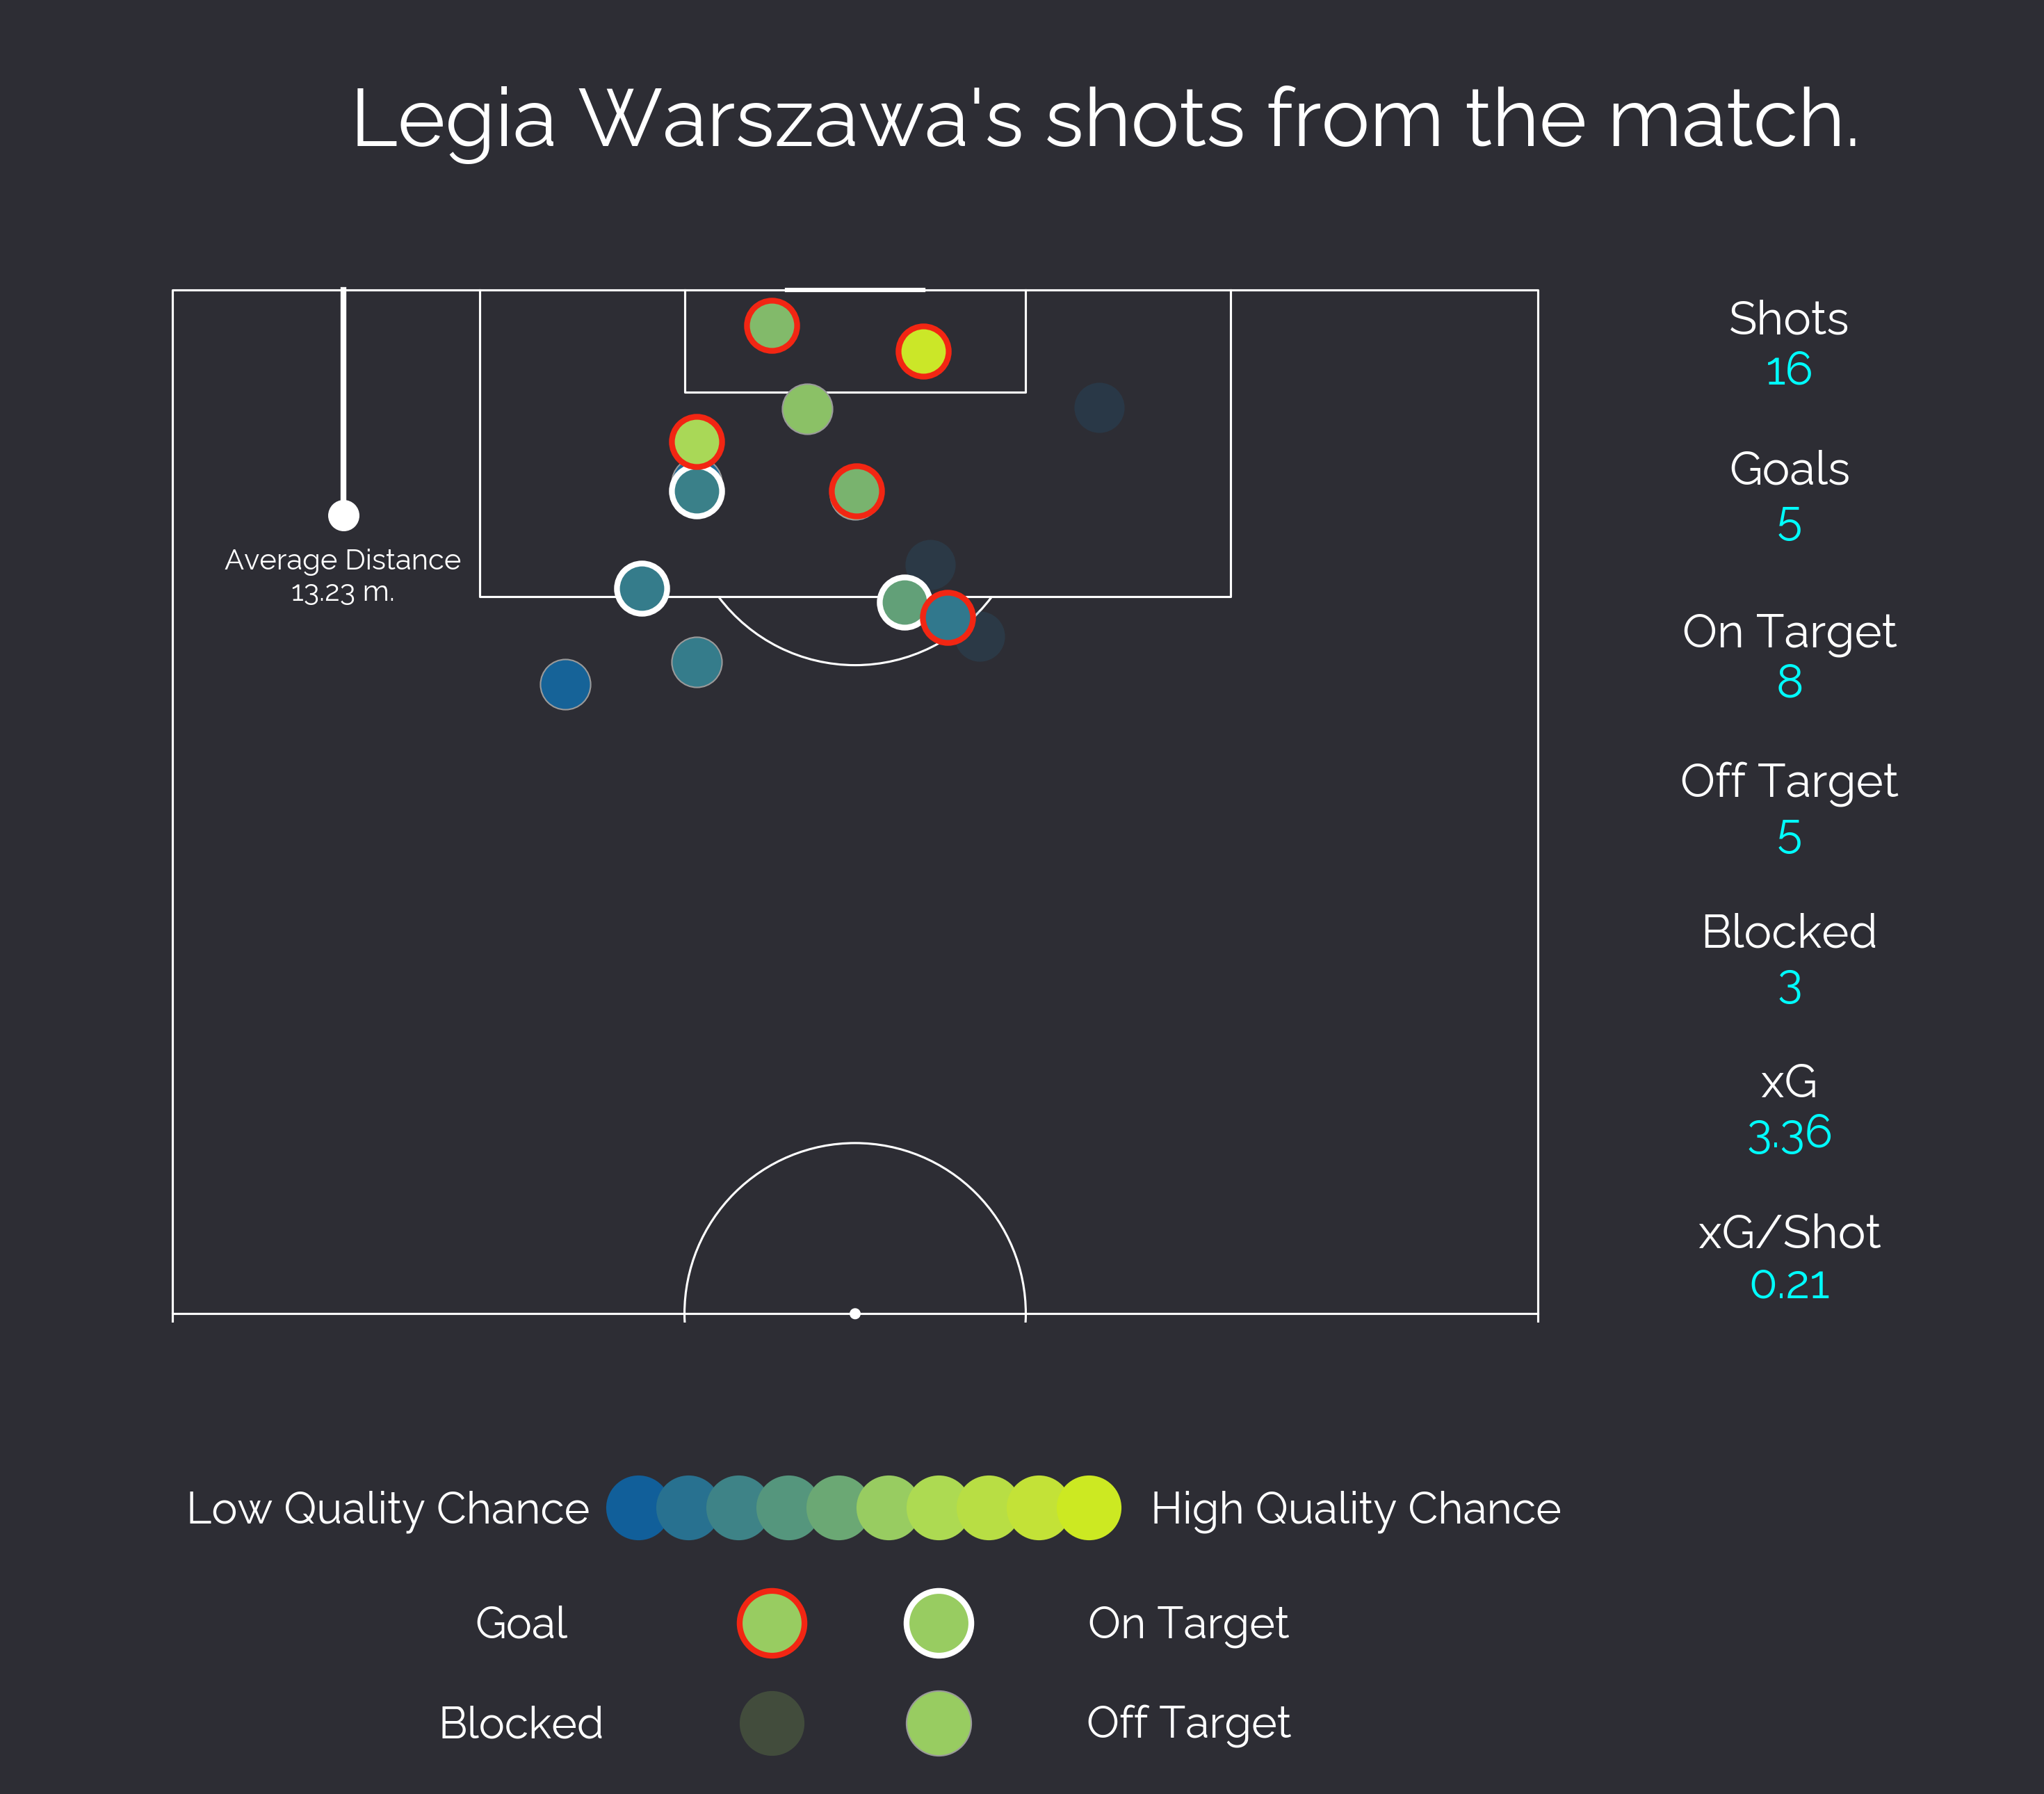 Legia Warszawa's shots from the match.
Average Distance
13.23 m.
Shots
16
Goals
5
On Target
8
Off Target
5
Blocked
3
xG
3.36
xG/Shot
0.21
Low Quality Chance
High Quality Chance
Goal
On Target
Blocked
Off Target